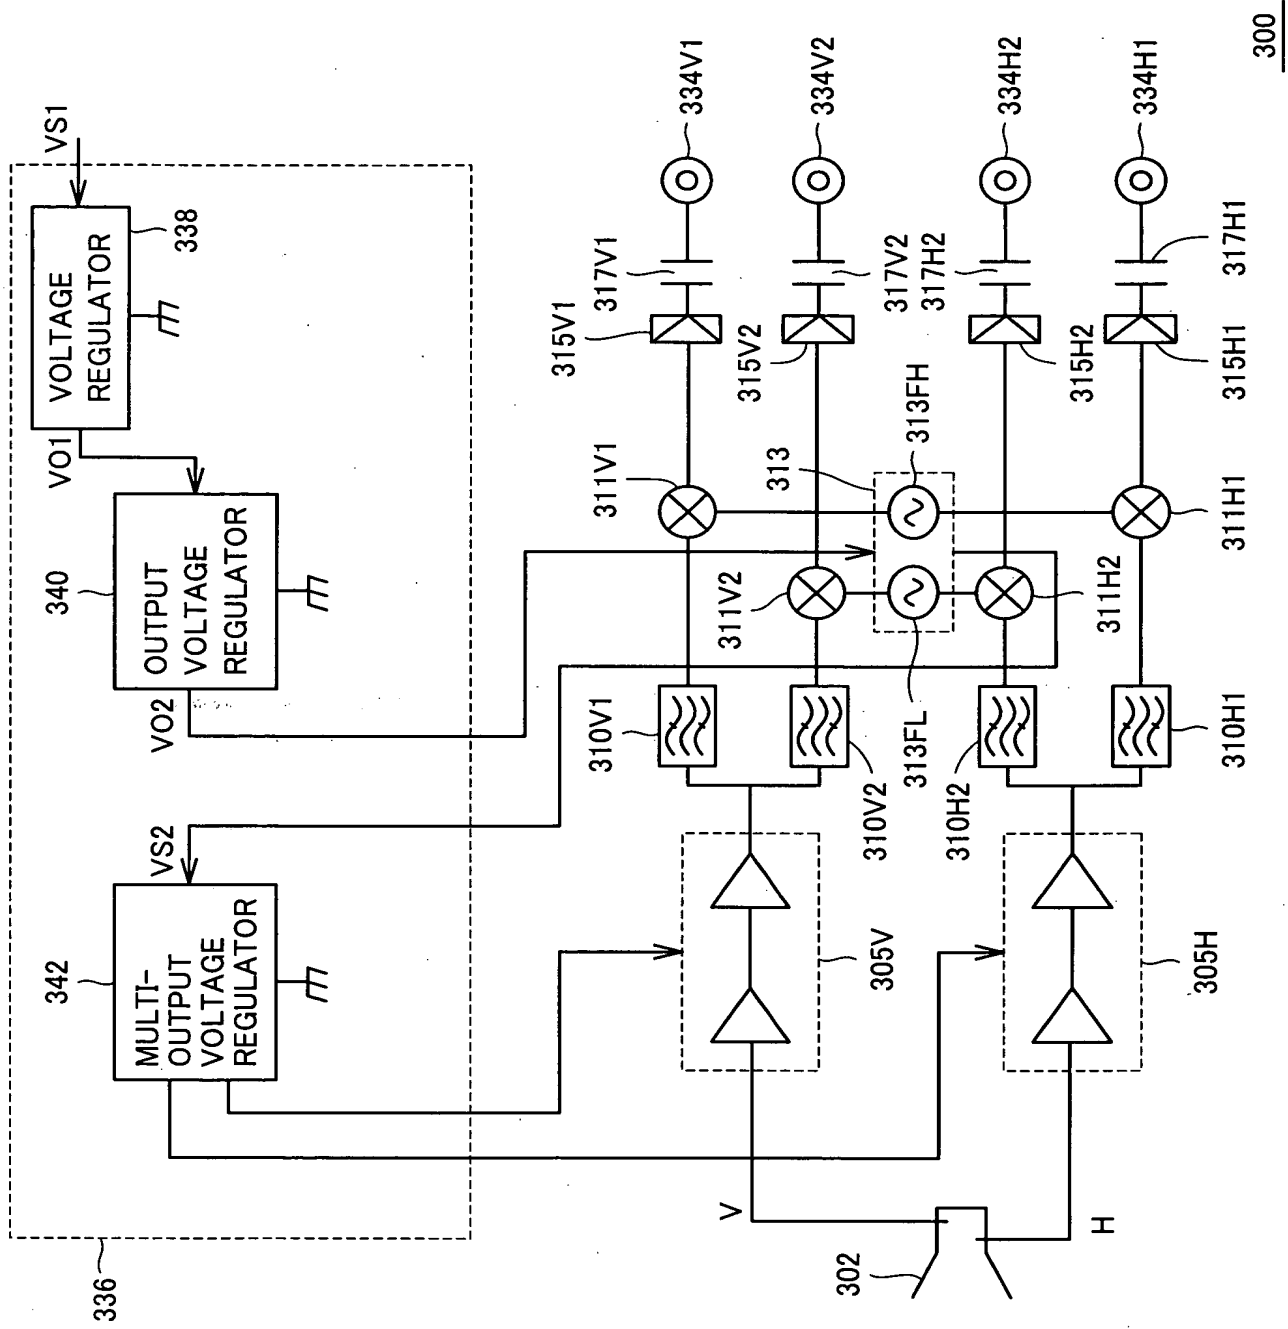 300
336
342
MULTI-
OUTPUT
VOLTAGE
REGULATOR
VS2
340
OUTPUT
VOLTAGE
REGULATOR
VO2
VO1
VOLTAGE
REGULATOR
338
VS1
302
V
H
305V
305H
310V1
310V2
310H2
310H1
311V1
311V2
311H2
311H1
313
313FH
313FL
315V1
315V2
315H2
315H1
317V1
317V2
317H2
317H1
334V1
334V2
334H2
334H1